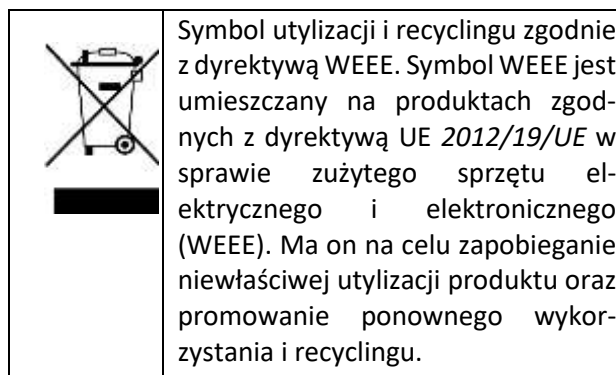 Symbol utylizacji i recyclingu zgodnie
z dyrektywą WEEE. Symbol WEEE jest
umieszczany na produktach zgod-
nych z dyrektywą UE 2012/19/UE w
sprawie zużytego sprzętu el-
ektrycznego i elektronicznego
(WEEE). Ma on na celu zapobieganie
niewłaściwej utylizacji produktu oraz
promowanie ponownego wykor-
zystania i recyclingu.